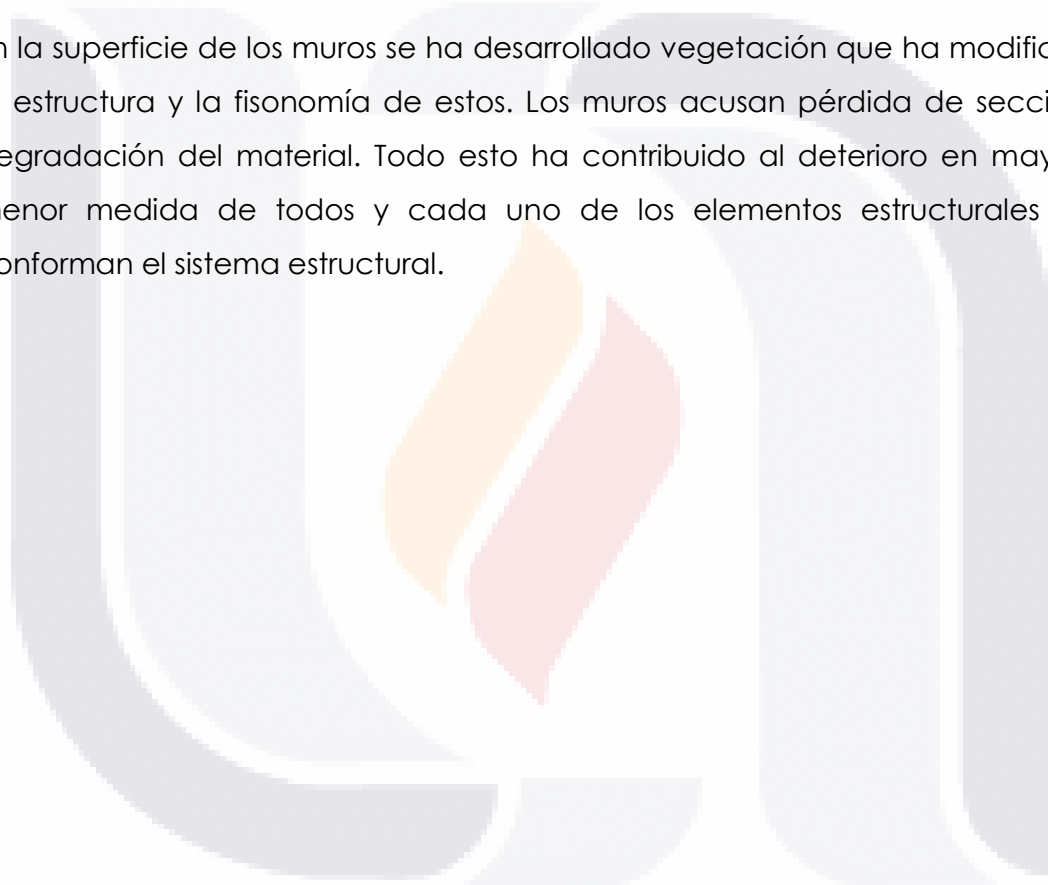 n la superficie de los muros se ha desarrollado vegetación que ha modific
estructura y la fisonomía de estos. Los muros acusan pérdida de secci
egradación del material. Todo esto ha contribuido al deterioro en may
enor medida de todos y cada uno de los elementos estructurales
onforman el sistema estructural.